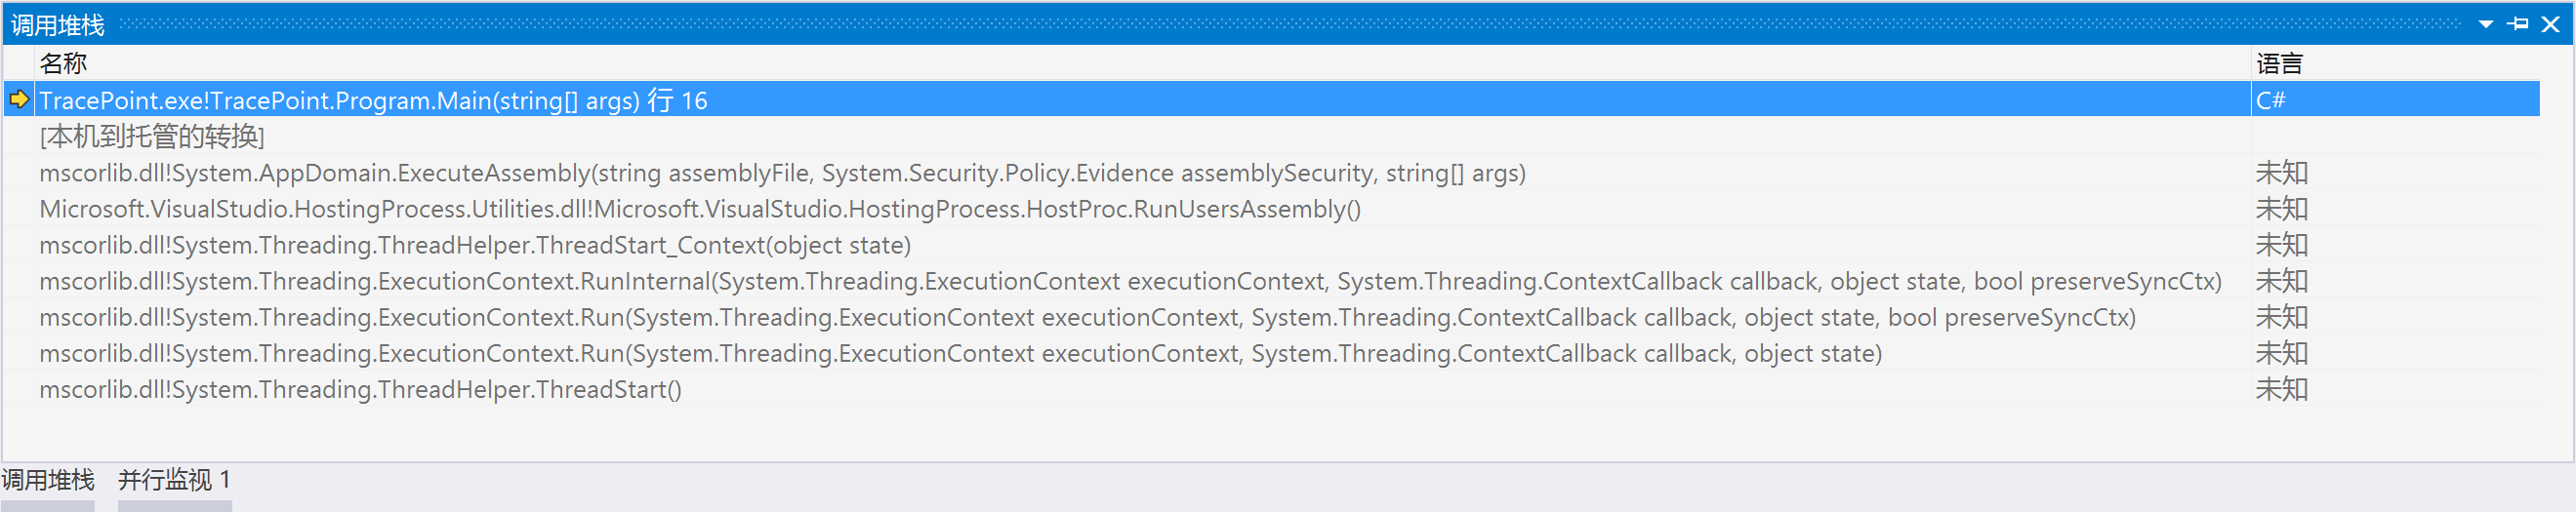 调用堆栈
名称 语言
TracePoint.exe!TracePoint.Program.Main(string[] args) 行 16 C#
[本机到托管的转换]
mscorlib.dll!System.AppDomain.ExecuteAssembly(string assemblyFile, System.Security.Policy.Evidence assemblySecurity, string[] args) 未知
Microsoft.VisualStudio.HostingProcess.Utilities.dll!Microsoft.VisualStudio.HostingProcess.HostProc.RunUsersAssembly() 未知
mscorlib.dll!System.Threading.ThreadHelper.ThreadStart_Context(object state) 未知
mscorlib.dll!System.Threading.ExecutionContext.RunInternal(System.Threading.ExecutionContext executionContext, System.Threading.ContextCallback callback, object state, bool preserveSyncCtx) 未知
mscorlib.dll!System.Threading.ExecutionContext.Run(System.Threading.ExecutionContext executionContext, System.Threading.ContextCallback callback, object state, bool preserveSyncCtx) 未知
mscorlib.dll!System.Threading.ExecutionContext.Run(System.Threading.ExecutionContext executionContext, System.Threading.ContextCallback callback, object state) 未知
mscorlib.dll!System.Threading.ThreadHelper.ThreadStart() 未知
调用堆栈 并行监视 1